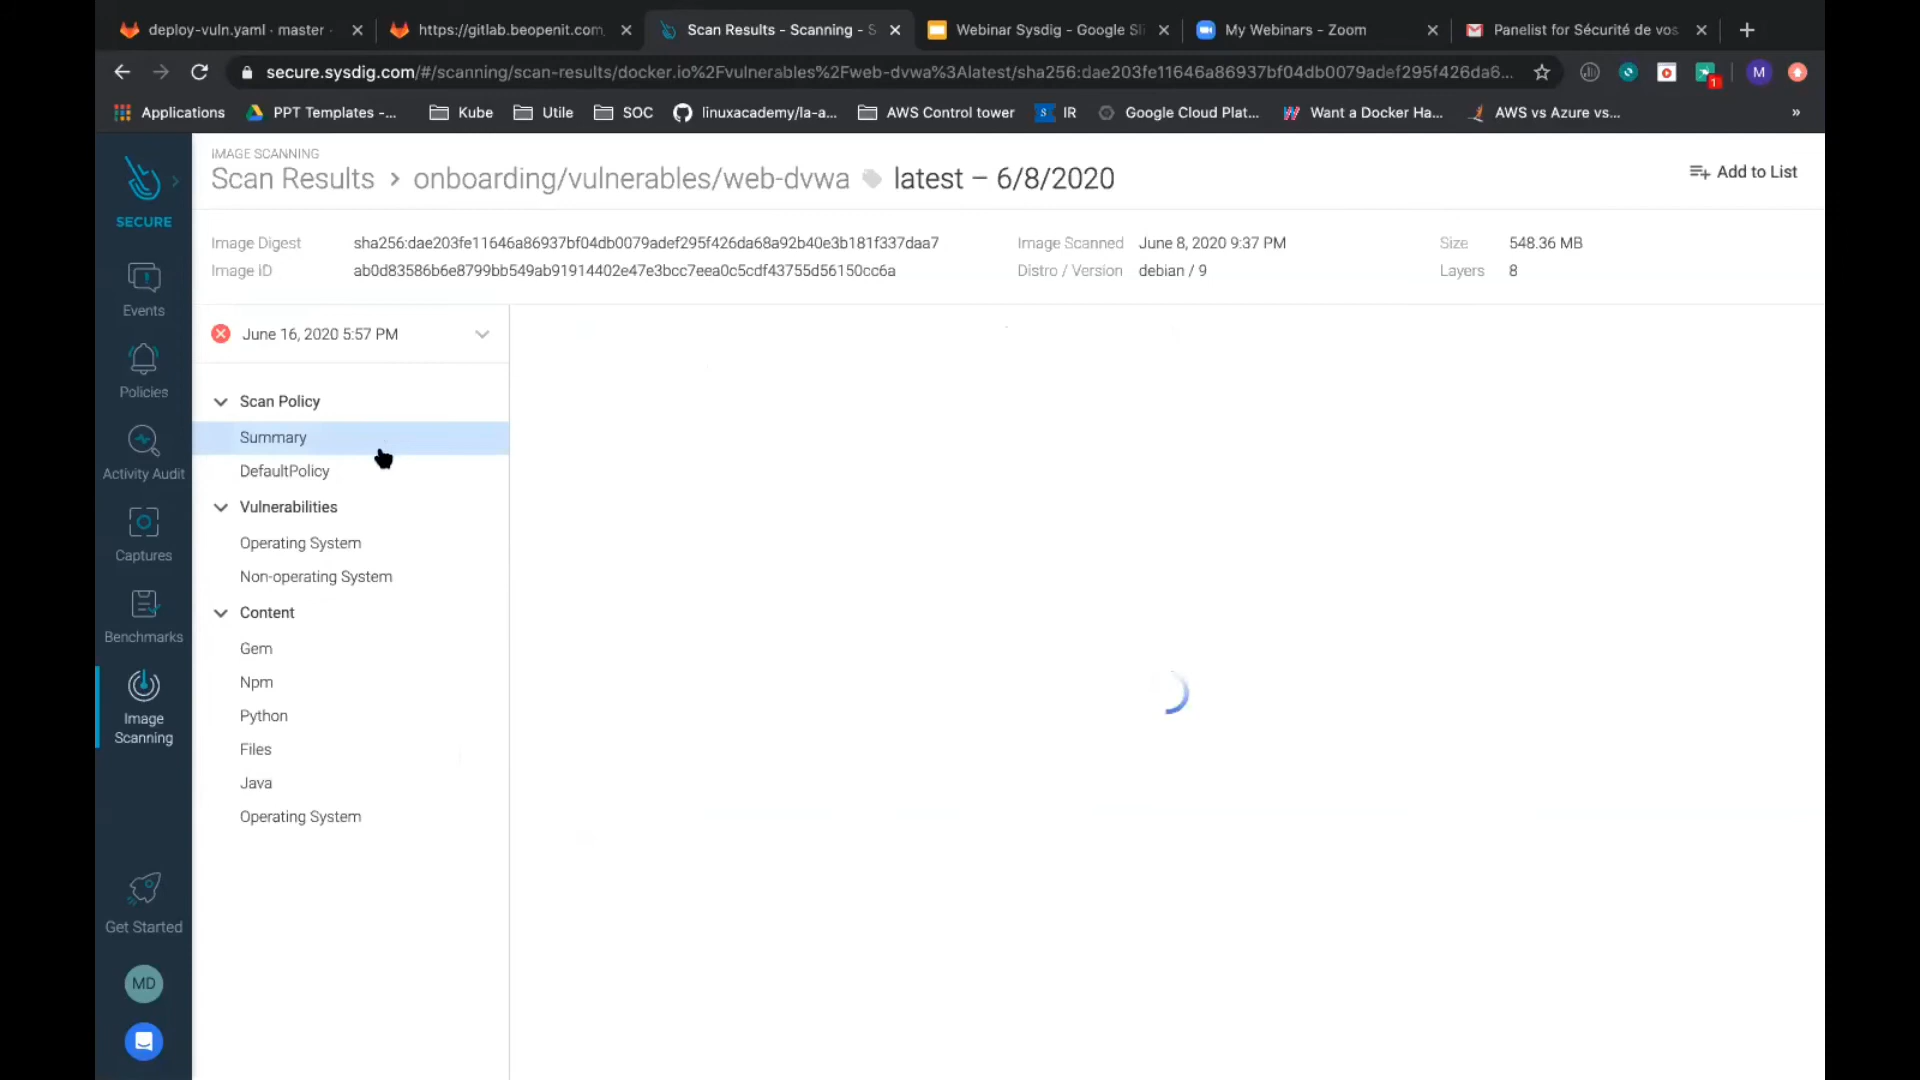 deploy-vuln.yaml · master ·
https://gitlab.beopenit.com
Scan Results - Scanning - S
Webinar Sysdig - Google Sli
My Webinars - Zoom
Panelist for Sécurité de vos
secure.sysdig.com/#/scanning/scan-results/docker.io%2Fvulnerables%2Fweb-dvwa%3Alatest/sha256:dae203fe11646a86937bf04db0079adef295f426da6...
1
M
Applications
PPT Templates -...
Kube
Utile
SOC
linuxacademy/la-a...
AWS Control tower
S
IR
Google Cloud Plat...
Want a Docker Ha...
AWS vs Azure vs...
»
SECURE
Events
Policies
Activity Audit
Captures
Benchmarks
Image
Scanning
Get Started
MD
IMAGE SCANNING
Scan Results > onboarding/vulnerables/web-dvwa latest – 6/8/2020
Add to List
Image Digest sha256:dae203fe11646a86937bf04db0079adef295f426da68a92b40e3b181f337daa7
Image Scanned June 8, 2020 9:37 PM
Size 548.36 MB
Image ID ab0d83586b6e8799bb549ab91914402e47e3bcc7eea0c5cdf43755d56150cc6a
Distro / Version debian / 9
Layers 8
June 16, 2020 5:57 PM
Scan Policy
Summary
DefaultPolicy
Vulnerabilities
Operating System
Non-operating System
Content
Gem
Npm
Python
Files
Java
Operating System